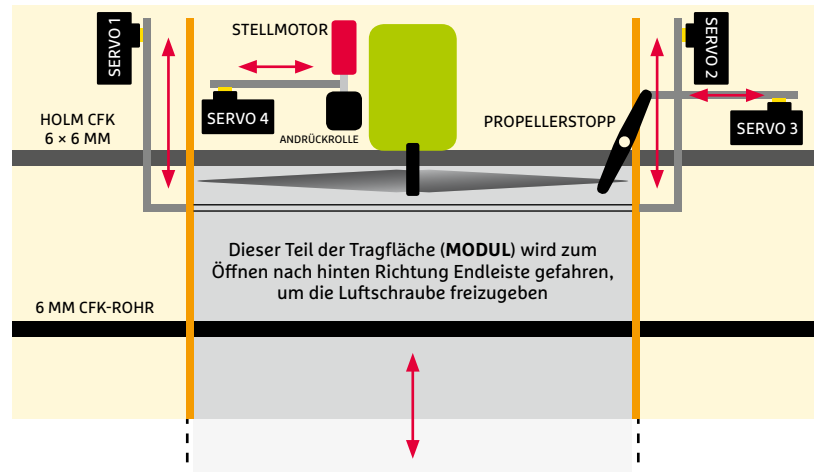 SERVO 1
STELLMOTOR
SERVO 2
SERVO 4
ANDRÜCKROLLE
PROPELLERSTOPP
SERVO 3
HOLM CFK
6 × 6 MM
Dieser Teil der Tragfläche (MODUL) wird zum
Öffnen nach hinten Richtung Endleiste gefahren,
um die Luftschraube freizugeben
6 MM CFK-ROHR